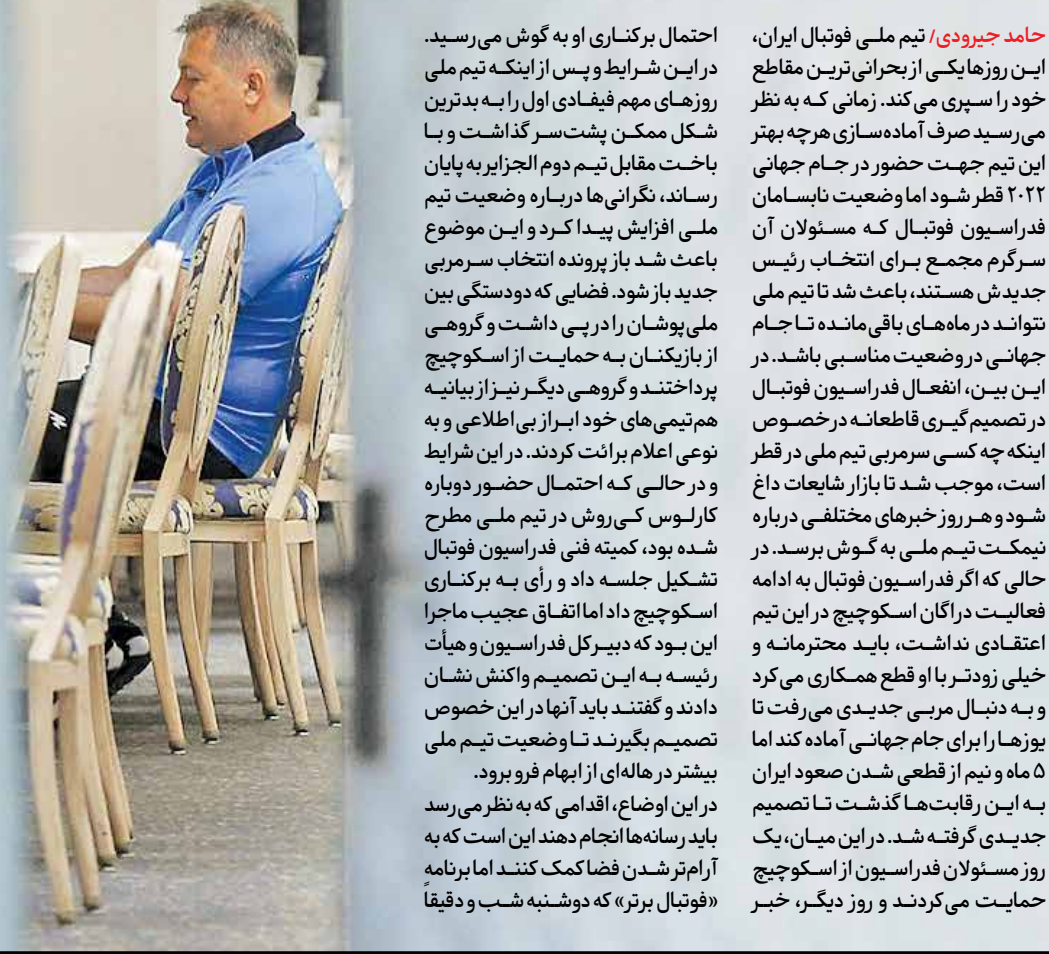 حامد جیرودی/ تیم ملی فوتبال ایران،
این روزها یکی از بحرانی‌ترین مقاطع
خود را سپری می‌کند. زمانی که به نظر
می‌رسید صرف آماده‌سازی هرچه بهتر
این تیم جهت حضور در جام جهانی
۲۰۲۲ قطر شود اما وضعیت نابسامان
فدراسیون فوتبال که مسئولان آن
سرگرم مجمع برای انتخاب رئیس
جدیدش هستند، باعث شد تا تیم ملی
نتواند در ماه‌های باقی‌مانده تا جام
جهانی در وضعیت مناسبی باشد. در
این بین، انفعال فدراسیون فوتبال
در تصمیم‌گیری قاطعانه درخصوص
اینکه چه کسی سرمربی تیم ملی در قطر
است، موجب شد تا بازار شایعات داغ
شود و هر روز خبرهای مختلفی درباره
نیمکت تیم ملی به گوش برسد. در
حالی که اگر فدراسیون فوتبال به ادامه
فعالیت دراگان اسکوچیچ در این تیم
اعتقادی نداشت، باید محترمانه و
خیلی زودتر با او قطع همکاری می‌کرد
و به دنبال مربی جدیدی می‌رفت تا
یوزها را برای جام جهانی آماده کند اما
۵ ماه و نیم از قطعی شدن صعود ایران
به این رقابت‌ها گذشت تا تصمیم
جدیدی گرفته شد. در این میان، یک
روز مسئولان فدراسیون از اسکوچیچ
حمایت می‌کردند و روز دیگر، خبر
احتمال برکناری او به گوش می‌رسید.
در این شرایط و پس از اینکه تیم ملی
روزهای مهم فیفادی اول را به بدترین
شکل ممکن پشت‌سر گذاشت و با
باخت مقابل تیم دوم الجزایر به پایان
رساند، نگرانی‌ها درباره وضعیت تیم
ملی افزایش پیدا کرد و این موضوع
باعث شد باز پرونده انتخاب سرمربی
جدید باز شود. فضایی که دودستگی بین
ملی‌پوشان را در پی داشت و گروهی
از بازیکنان به حمایت از اسکوچیچ
پرداختند و گروهی دیگر نیز از بیانیه
هم‌تیمی‌های خود ابراز بی‌اطلاعی و به
نوعی اعلام برائت کردند. در این شرایط
و در حالی که احتمال حضور دوباره
کارلوس کی‌روش در تیم ملی مطرح
شده بود، کمیته فنی فدراسیون فوتبال
تشکیل جلسه داد و رأی به برکناری
اسکوچیچ داد اما اتفاق عجیب ماجرا
این بود که دبیرکل فدراسیون و هیأت
رئیسه به این تصمیم واکنش نشان
دادند و گفتند باید آنها در این خصوص
تصمیم بگیرند تا وضعیت تیم ملی
بیشتر در هاله‌ای از ابهام فرو برود.
در این اوضاع، اقدامی که به نظر می‌رسد
باید رسانه‌ها انجام دهند این است که به
آرام‌تر شدن فضا کمک کنند اما برنامه
«فوتبال برتر» که دوشنبه شب و دقیقاً